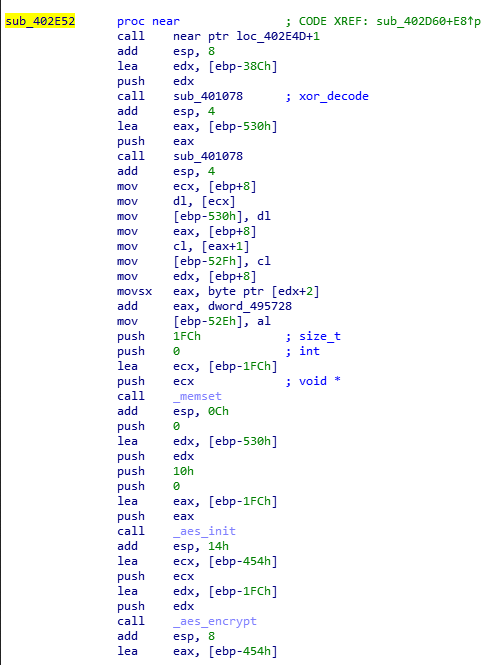 sub_402E52 proc near ; CODE XREF: sub_402D60+E8↑p
call near ptr loc_402E4D+1
add esp, 8
lea edx, [ebp-38Ch]
push edx
call sub_401078 ; xor_decode
add esp, 4
lea eax, [ebp-530h]
push eax
call sub_401078
add esp, 4
mov ecx, [ebp+8]
mov dl, [ecx]
mov [ebp-530h], dl
mov eax, [ebp+8]
mov cl, [eax+1]
mov [ebp-52Fh], cl
mov edx, [ebp+8]
movsx eax, byte ptr [edx+2]
add eax, dword_495728
mov [ebp-52Eh], al
push 1FCh ; size_t
push 0 ; int
lea ecx, [ebp-1FCh]
push ecx ; void *
call _memset
add esp, 0Ch
push 0
lea edx, [ebp-530h]
push edx
push 10h
push 0
lea eax, [ebp-1FCh]
push eax
call _aes_init
add esp, 14h
lea ecx, [ebp-454h]
push ecx
lea edx, [ebp-1FCh]
push edx
call _aes_encrypt
add esp, 8
lea eax, [ebp-454h]